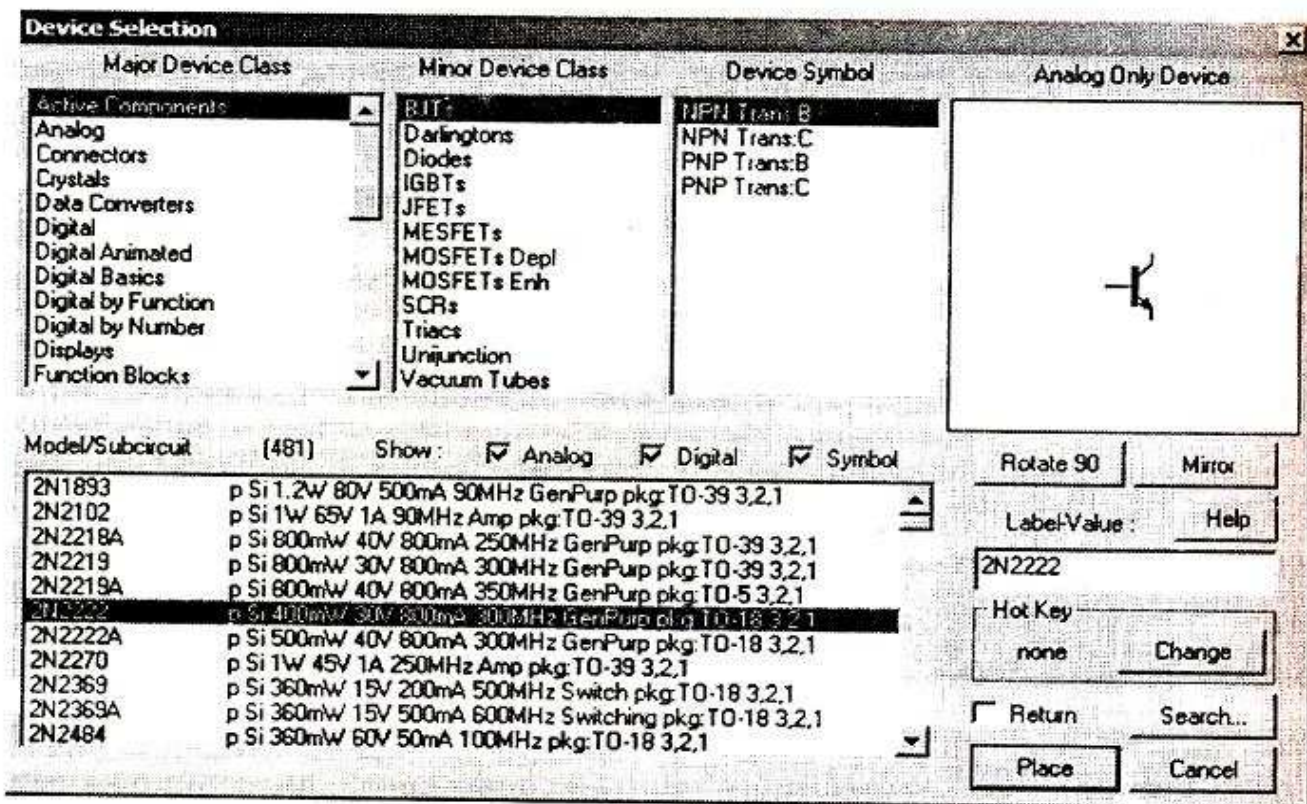 Device Selection
Major Device Class
Minor Device Class
Device Symbol
Analog Only Device
Active Components
Analog
Connectors
Crystals
Data Converters
Digital
Digital Animated
Digital Basics
Digital by Function
Digital by Number
Displays
Function Blocks
BJTs
Darlingtons
Diodes
IGBTs
JFETs
MESFETs
MOSFETs Depl
MOSFETs Enh
SCRs
Triacs
Unijunction
Vacuum Tubes
NPN Trans:B
NPN Trans:C
PNP Trans:B
PNP Trans:C
Model/Subcircuit (481) Show : Analog Digital Symbol
2N1893 p Si 1.2W 80V 500mA 90MHz GenPurp pkg:TO-39 3,2,1
2N2102 p Si 1W 65V 1A 90MHz Amp pkg:TO-39 3,2,1
2N2218A p Si 800mW 40V 800mA 250MHz GenPurp pkg:TO-39 3,2,1
2N2219 p Si 800mW 30V 800mA 300MHz GenPurp pkg:TO-39 3,2,1
2N2219A p Si 800mW 40V 800mA 350MHz GenPurp pkg:TO-5 3,2,1
2N2222 p Si 400mW 30V 800mA 300MHz GenPurp pkg:TO-18 3,2,1
2N2222A p Si 500mW 40V 800mA 300MHz GenPurp pkg:TO-18 3,2,1
2N2270 p Si 1W 45V 1A 250MHz Amp pkg:TO-39 3,2,1
2N2369 p Si 360mW 15V 200mA 500MHz Switch pkg:TO-18 3,2,1
2N2369A p Si 360mW 15V 500mA 600MHz Switching pkg:TO-18 3,2,1
2N2484 p Si 360mW 60V 50mA 100MHz pkg:TO-18 3,2,1
Rotate 90 Mirror
Label-Value : Help
2N2222
Hot Key
none Change
Return Search...
Place Cancel